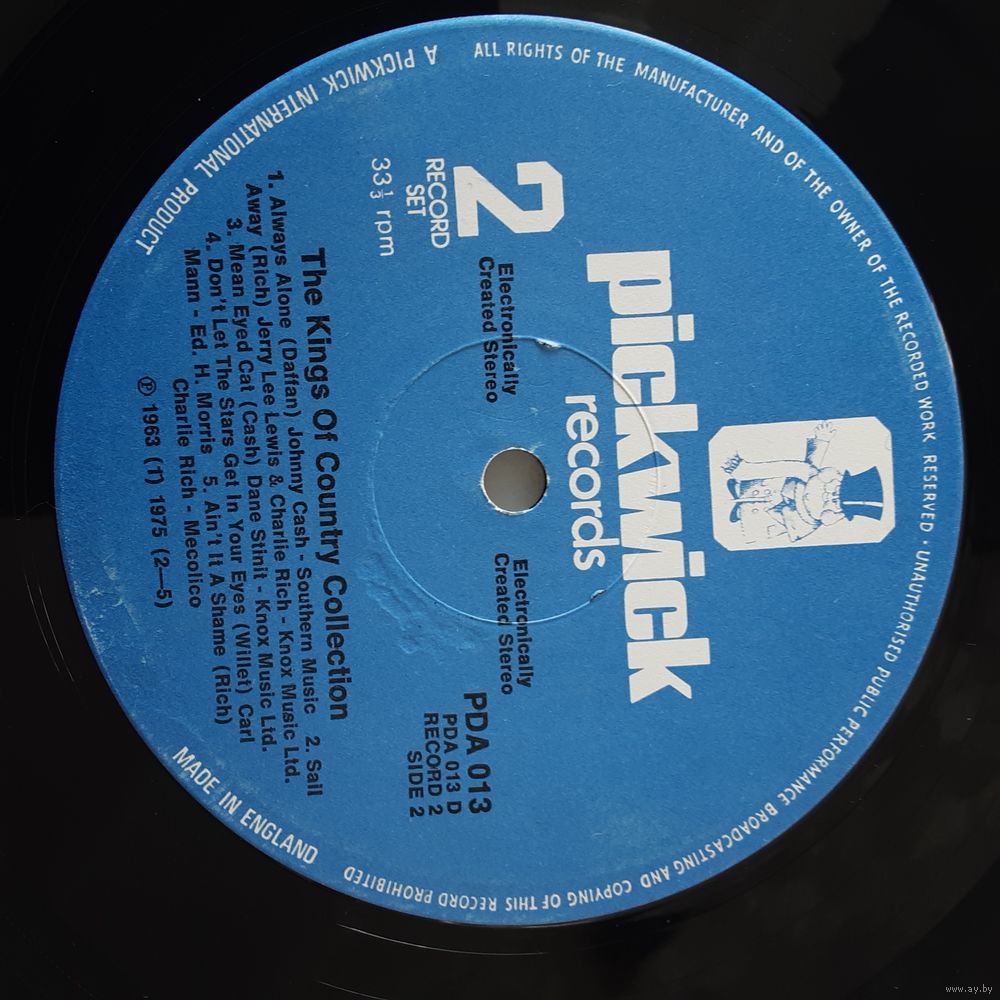 ALL RIGHTS OF THE MANUFACTURER AND OF THE OWNER OF THE RECORDED WORK RESERVED · UNAUTHORISED PUBLIC PERFORMANCE BROADCASTING AND COPYING OF THIS RECORD PROHIBITED
A PICKWICK INTERNATIONAL PRODUCT
MADE IN ENGLAND
pickwick
records
2
RECORD
SET
33 1/3 rpm
Electronically
Created Stereo
Electronically
Created Stereo
PDA 013
PDA 013 D
RECORD 2
SIDE 2
The Kings Of Country Collection
1. Always Alone (Daffan) Johnny Cash - Southern Music 2. Sail
Away (Rich) Jerry Lee Lewis & Charlie Rich - Knox Music Ltd.
3. Mean Eyed Cat (Cash) Dane Stinit - Knox Music Ltd.
4. Don't Let The Stars Get In Your Eyes (Willet) Carl
Mann - Ed. H. Morris 5. Ain't It A Shame (Rich)
Charlie Rich - Mecolico
℗ 1963 (1) 1975 (2—5)
www.ay.by